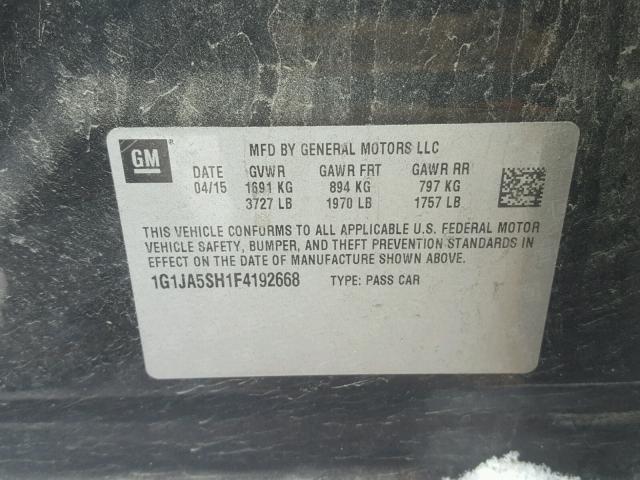 GM ® MFD BY GENERAL MOTORS LLC
DATE GVWR GAWR FRT GAWR RR
04/15 1691 KG 894 KG 797 KG
3727 LB 1970 LB 1757 LB
THIS VEHICLE CONFORMS TO ALL APPLICABLE U.S. FEDERAL MOTOR
VEHICLE SAFETY, BUMPER, AND THEFT PREVENTION STANDARDS IN
EFFECT ON THE DATE OF MANUFACTURE SHOWN ABOVE.
1G1JA5SH1F4192668 TYPE: PASS CAR